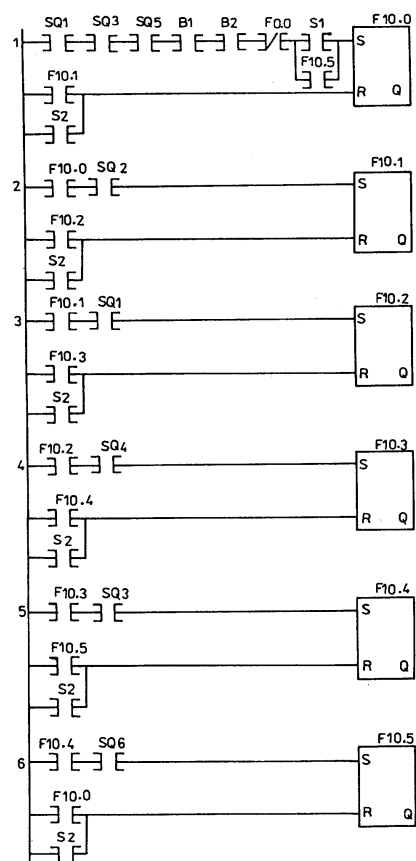 SQ1 SQ3 SQ5 B1 B2 F0.0 S1 F10.0
1 S
F10.5
F10.1
R Q
S2
F10.0 SQ2 F10.1
2 S
F10.2
R Q
S2
F10.1 SQ1 F10.2
3 S
F10.3
R Q
S2
F10.2 SQ4 F10.3
4 S
F10.4
R Q
S2
F10.3 SQ3 F10.4
5 S
F10.5
R Q
S2
F10.4 SQ6 F10.5
6 S
F10.0
R Q
S2